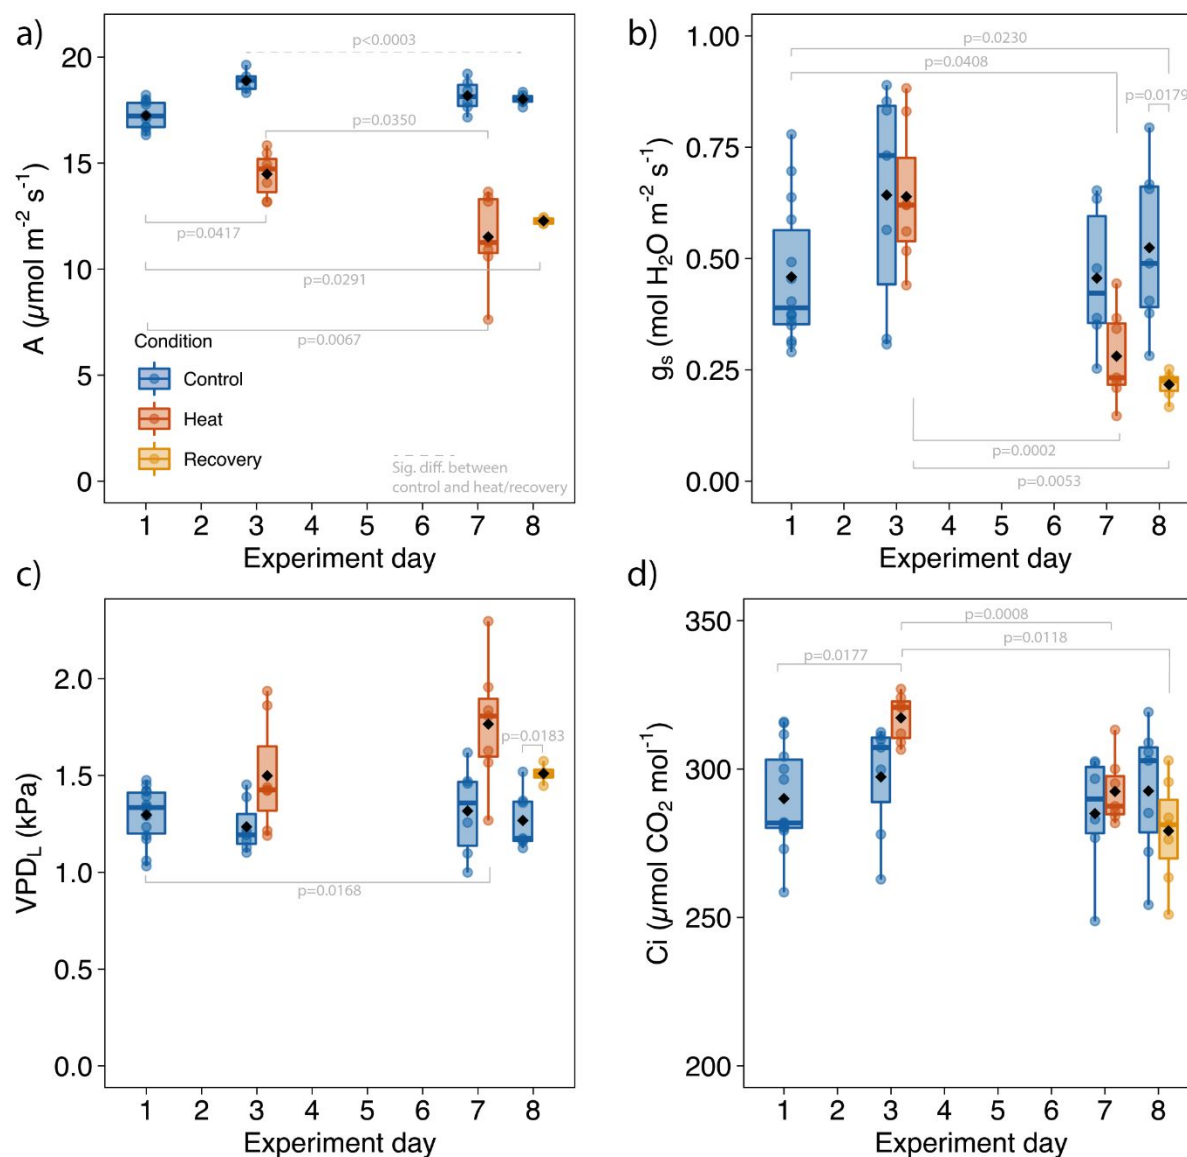 a)
p<0.0003
20
15
10
5
0
A (μmol m⁻² s⁻¹)
p=0.0350
p=0.0417
p=0.0291
p=0.0067
Condition
Control
Heat
Recovery
Sig. diff. between
control and heat/recovery
1 2 3 4 5 6 7 8
Experiment day
b)
1.00
0.75
0.50
0.25
0.00
gₛ (mol H₂O m⁻² s⁻¹)
p=0.0230
p=0.0408
p=0.0179
p=0.0002
p=0.0053
1 2 3 4 5 6 7 8
Experiment day
c)
2.0
1.5
1.0
0.5
0.0
VPD_L (kPa)
p=0.0183
p=0.0168
1 2 3 4 5 6 7 8
Experiment day
d)
350
300
250
200
Ci (μmol CO₂ mol⁻¹)
p=0.0008
p=0.0118
p=0.0177
1 2 3 4 5 6 7 8
Experiment day